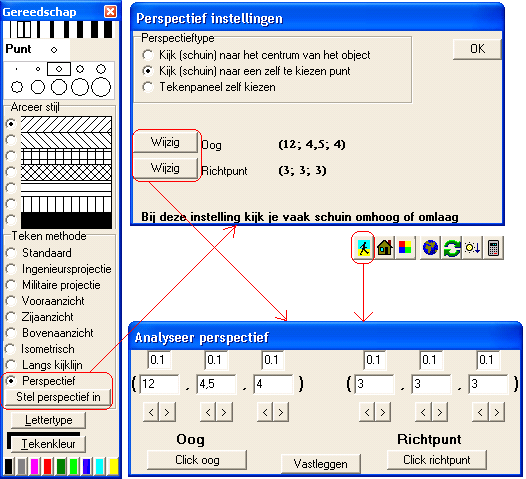 Gereedschap
Punt
Arceer stijl
Teken methode
Standaard
Ingenieursprojectie
Militaire projectie
Vooraanzicht
Zijaanzicht
Bovenaanzicht
Isometrisch
Langs kijklijn
Perspectief
Stel perspectief in
Lettertype
Tekenkleur
Perspectief instellingen
Perspectieftype
Kijk (schuin) naar het centrum van het object
Kijk (schuin) naar een zelf te kiezen punt
Tekenpaneel zelf kiezen
OK
Wijzig Oog (12; 4,5; 4)
Wijzig Richtpunt (3; 3; 3)
Bij deze instelling kijk je vaak schuin omhoog of omlaag
Analyseer perspectief
0.1 0.1 0.1 0.1 0.1 0.1
( 12 , 4,5 , 4 ) ( 3 , 3 , 3 )
< > < > < > < > < > < >
Oog Richtpunt
Click oog Vastleggen Click richtpunt